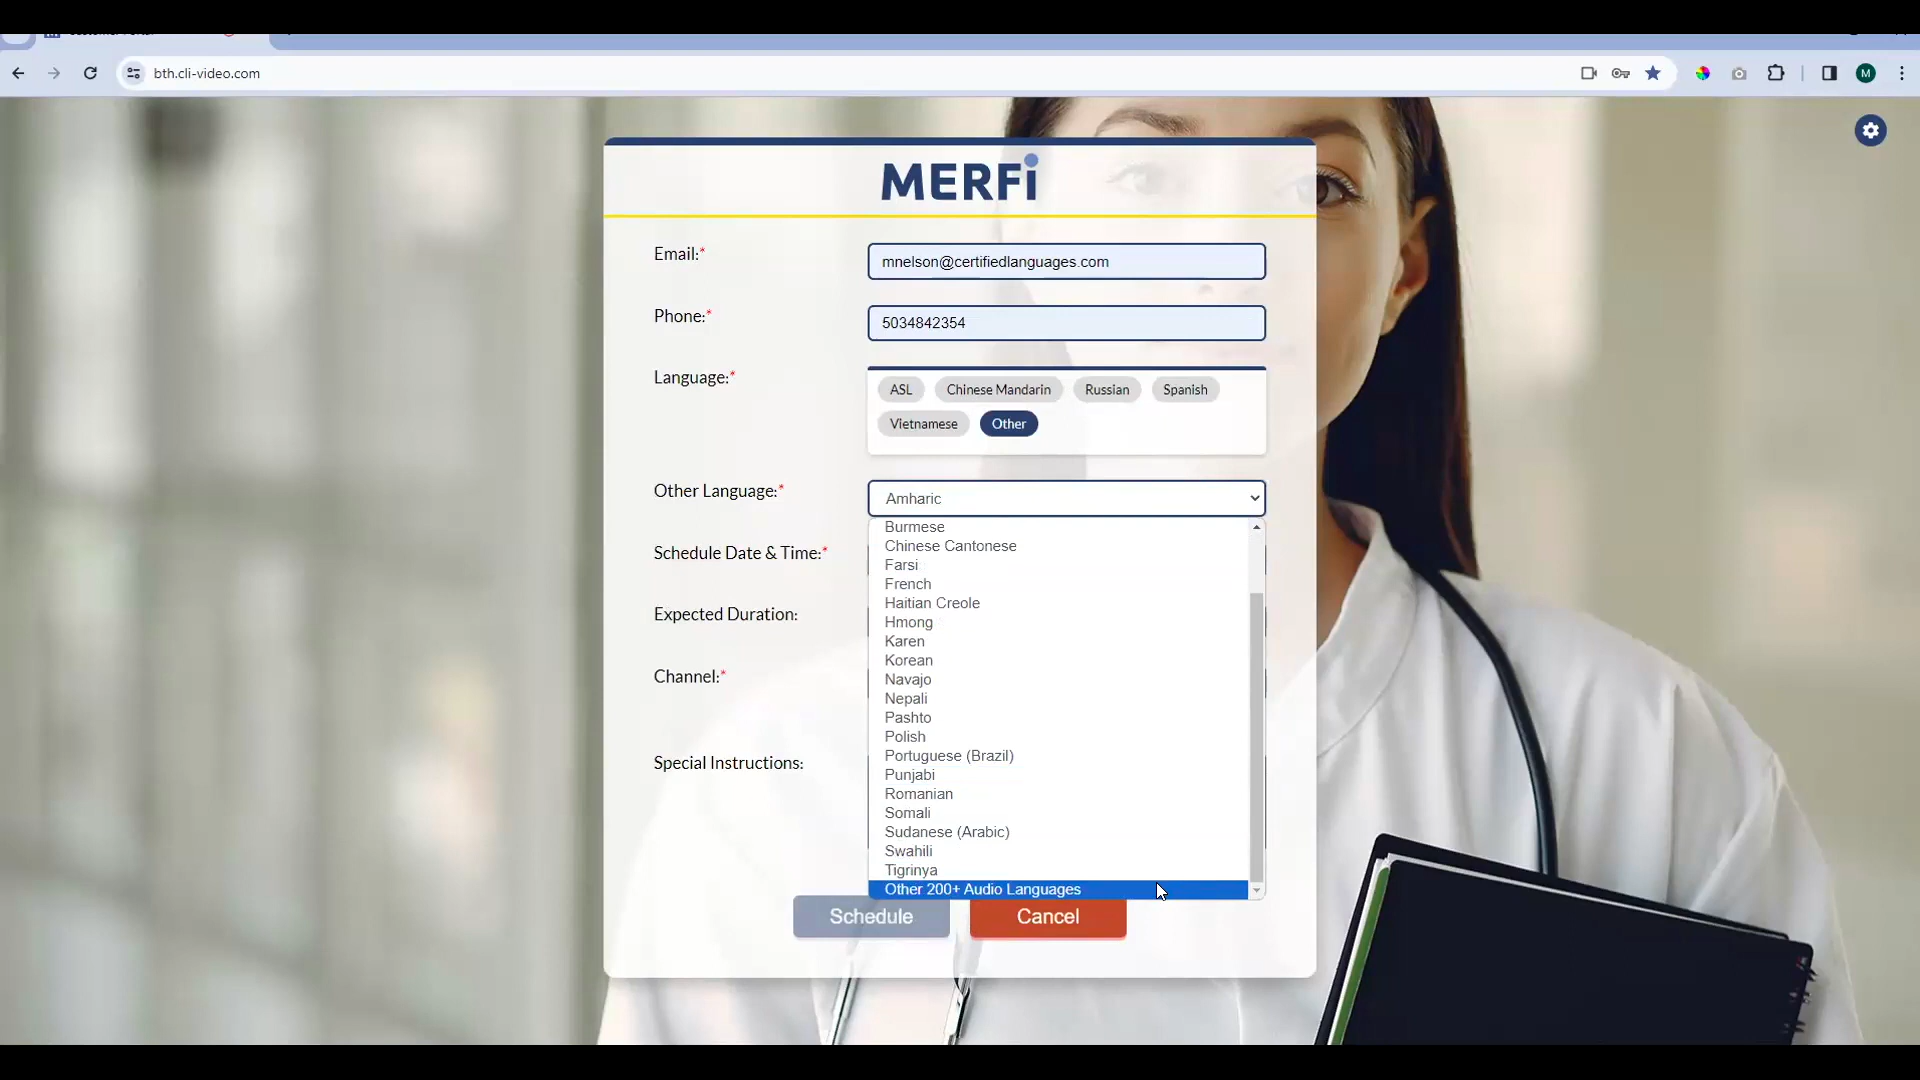 bth.cli-video.com
M
MERFi
Email:*
mnelson@certifiedlanguages.com
Phone:*
5034842354
Language:*
ASL
Chinese Mandarin
Russian
Spanish
Vietnamese
Other
Other Language:*
Amharic
Burmese
Chinese Cantonese
Farsi
French
Haitian Creole
Hmong
Karen
Korean
Navajo
Nepali
Pashto
Polish
Portuguese (Brazil)
Punjabi
Romanian
Somali
Sudanese (Arabic)
Swahili
Tigrinya
Other 200+ Audio Languages
Schedule Date & Time:*
Expected Duration:
Channel:*
Special Instructions:
Schedule
Cancel